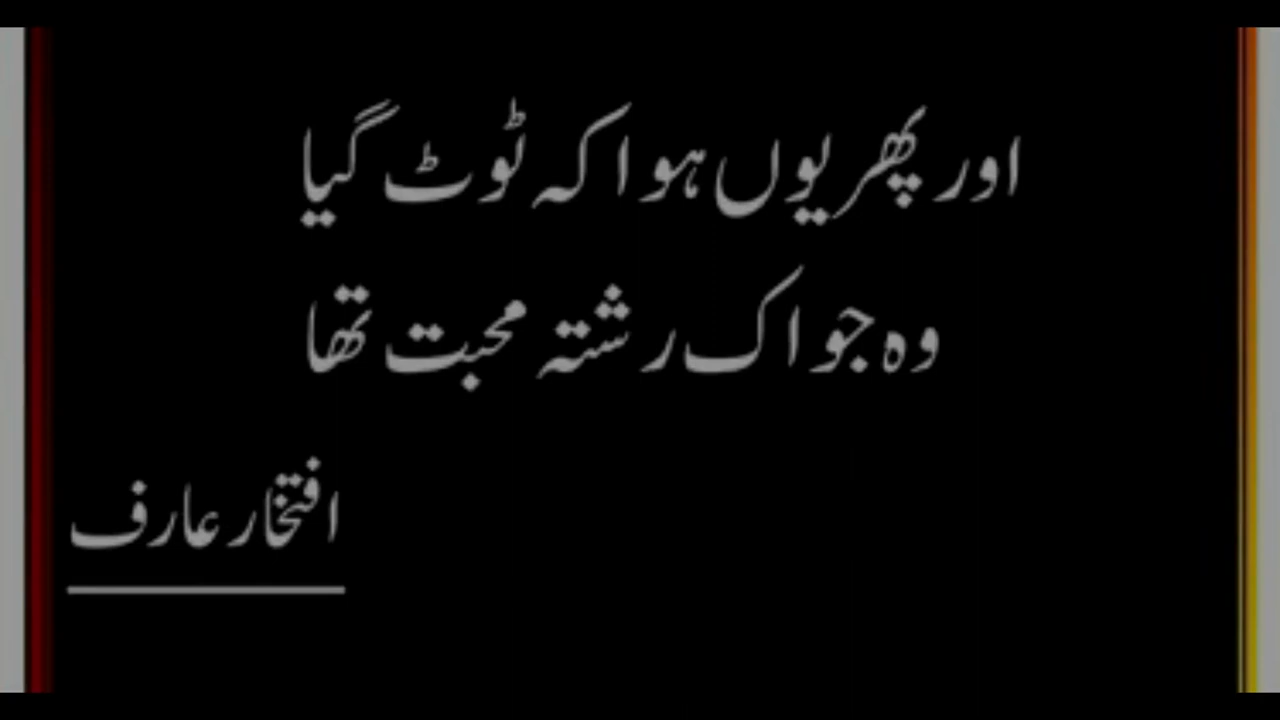 اور پھر یوں ہوا کہ ٹوٹ گیا
وہ جو اک رشتہ محبت تھا
افتخار عارف